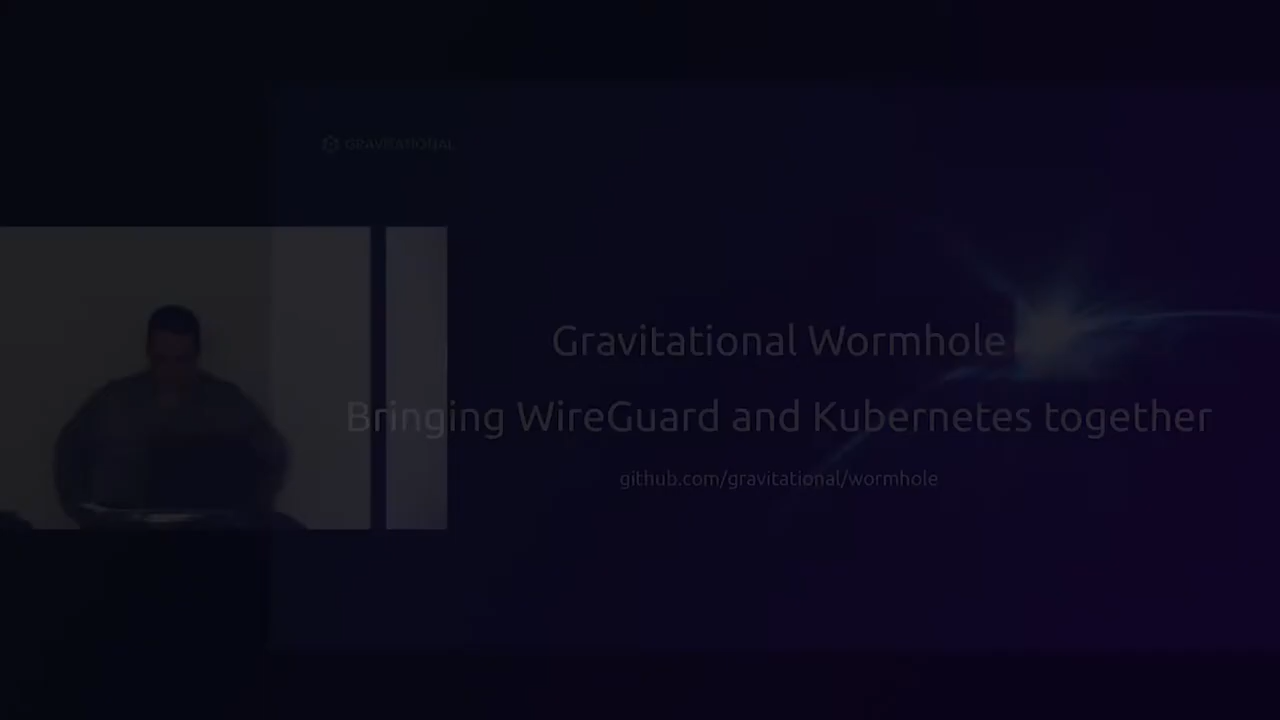 GRAVITATIONAL
Gravitational Wormhole
Bringing WireGuard and Kubernetes together
github.com/gravitational/wormhole